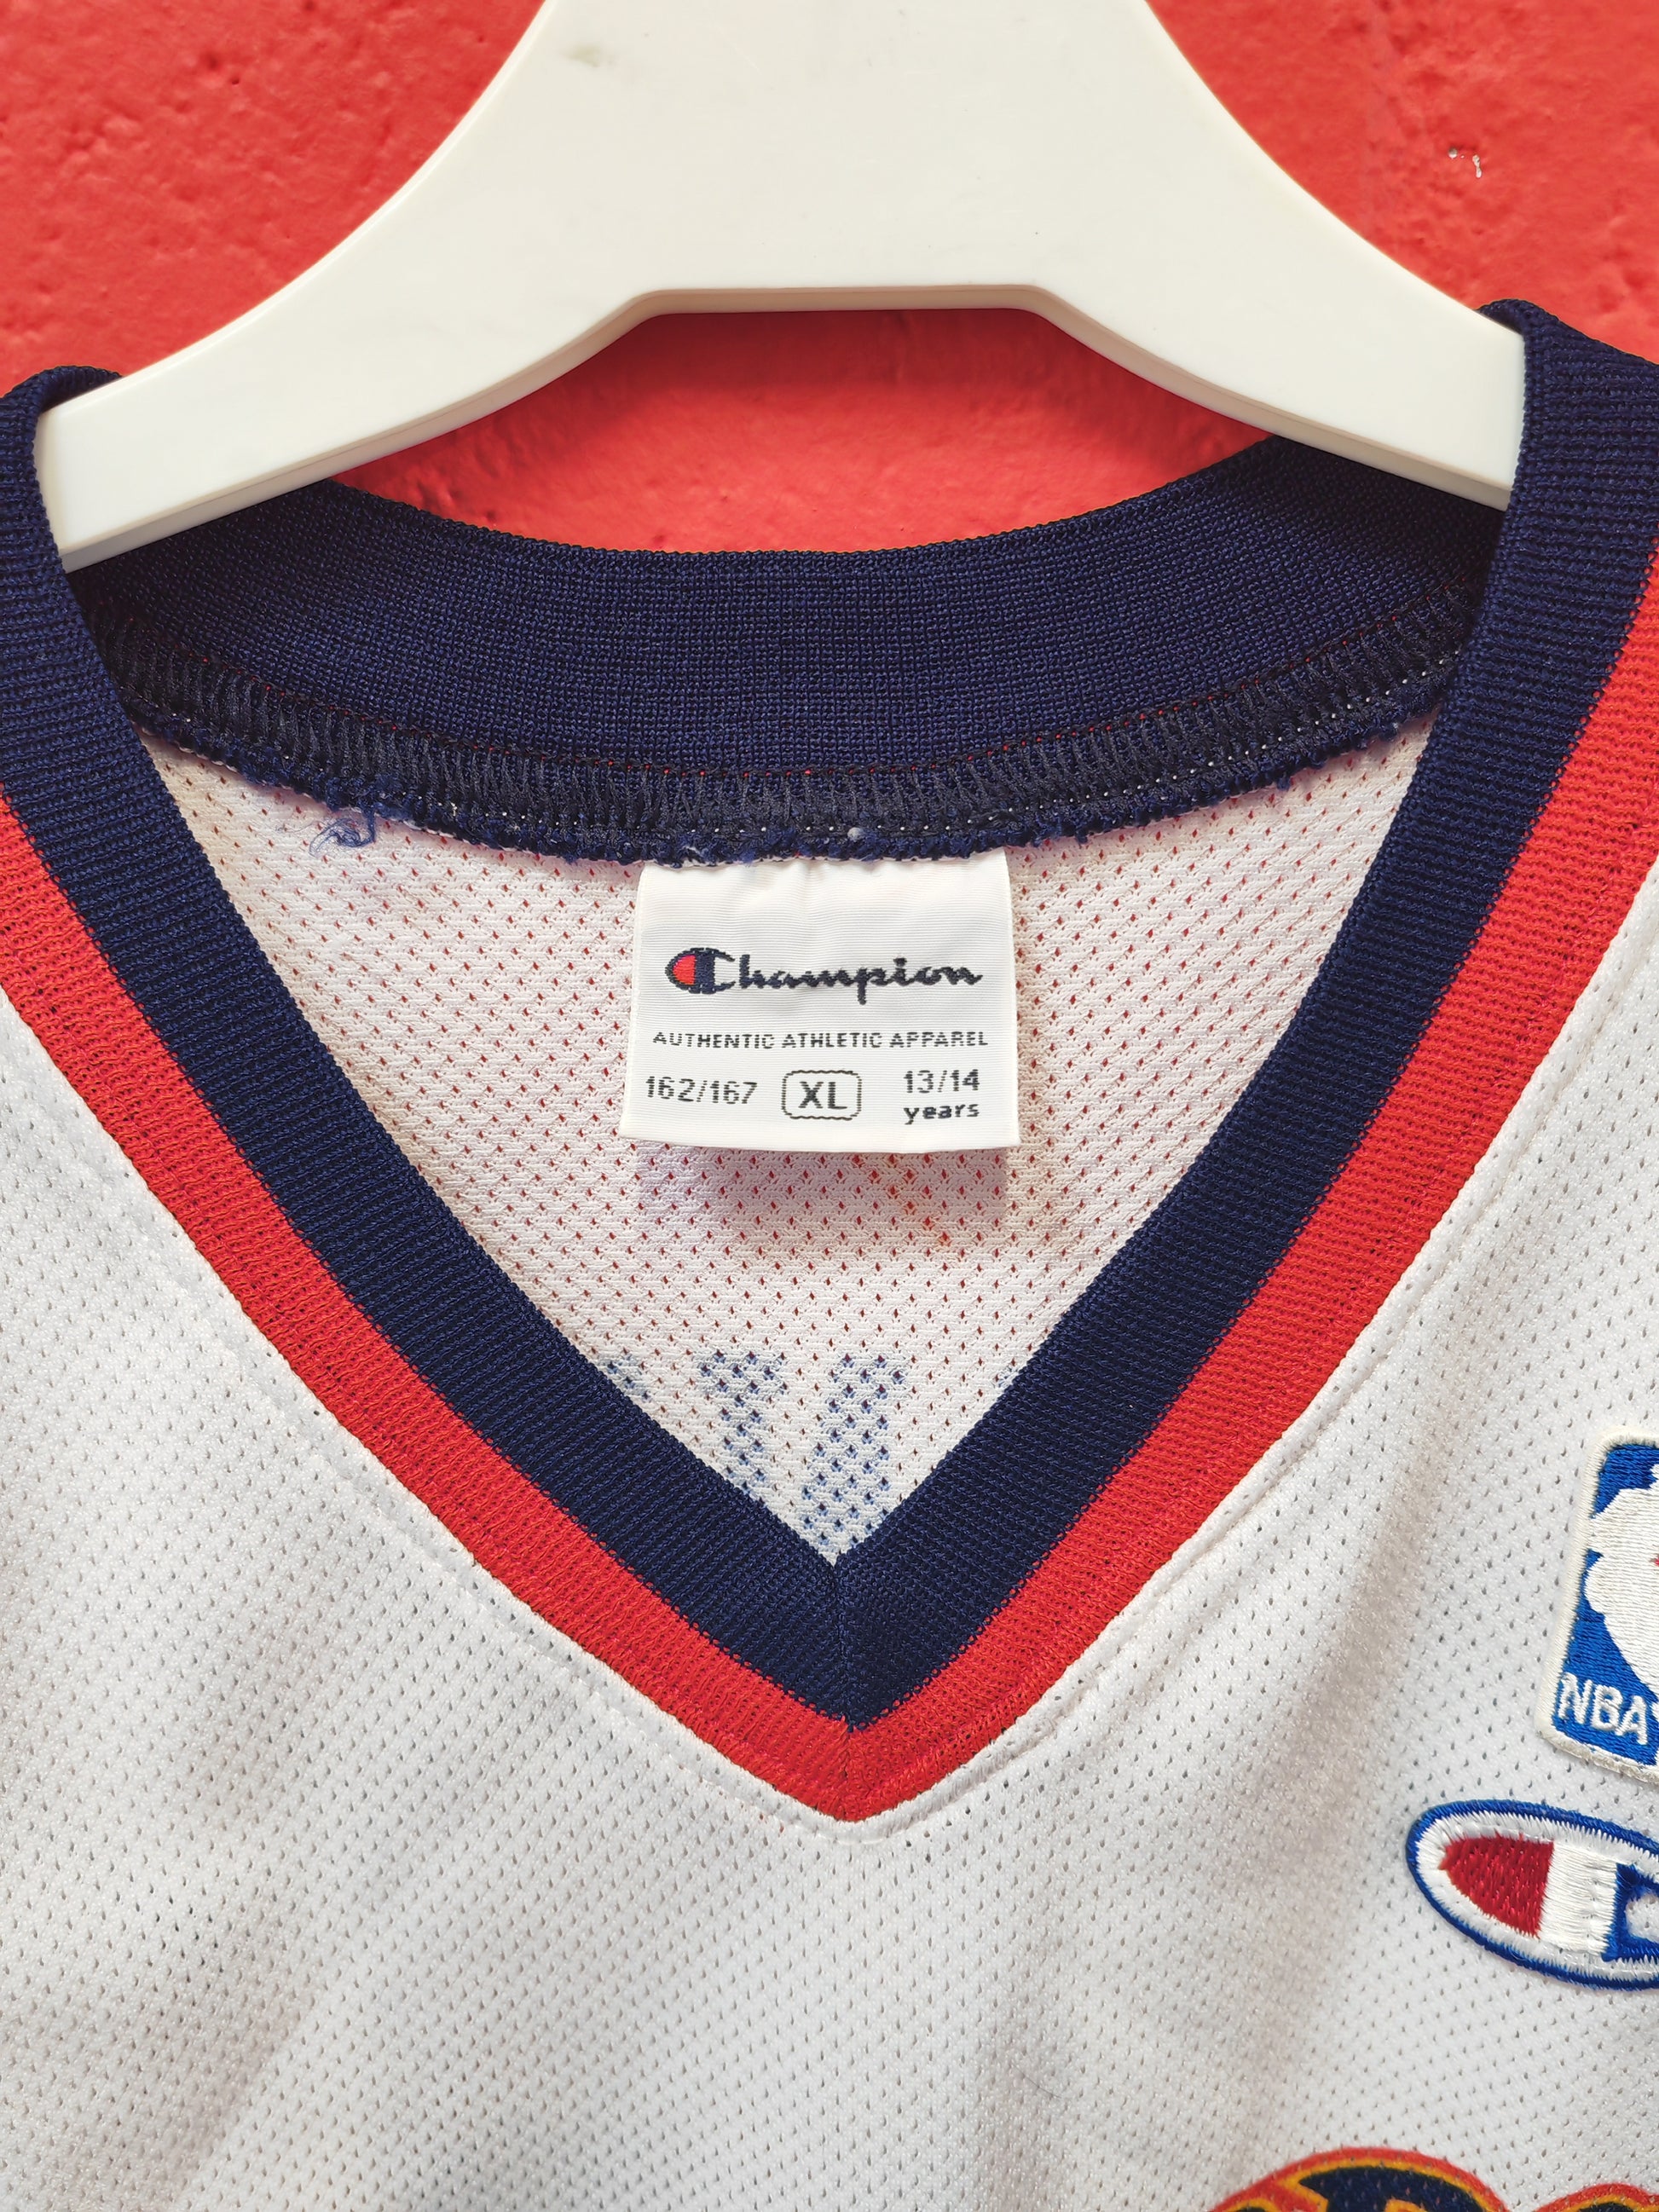 Champion
AUTHENTIC ATHLETIC APPAREL
162/167 XL 13/14
years
NBA